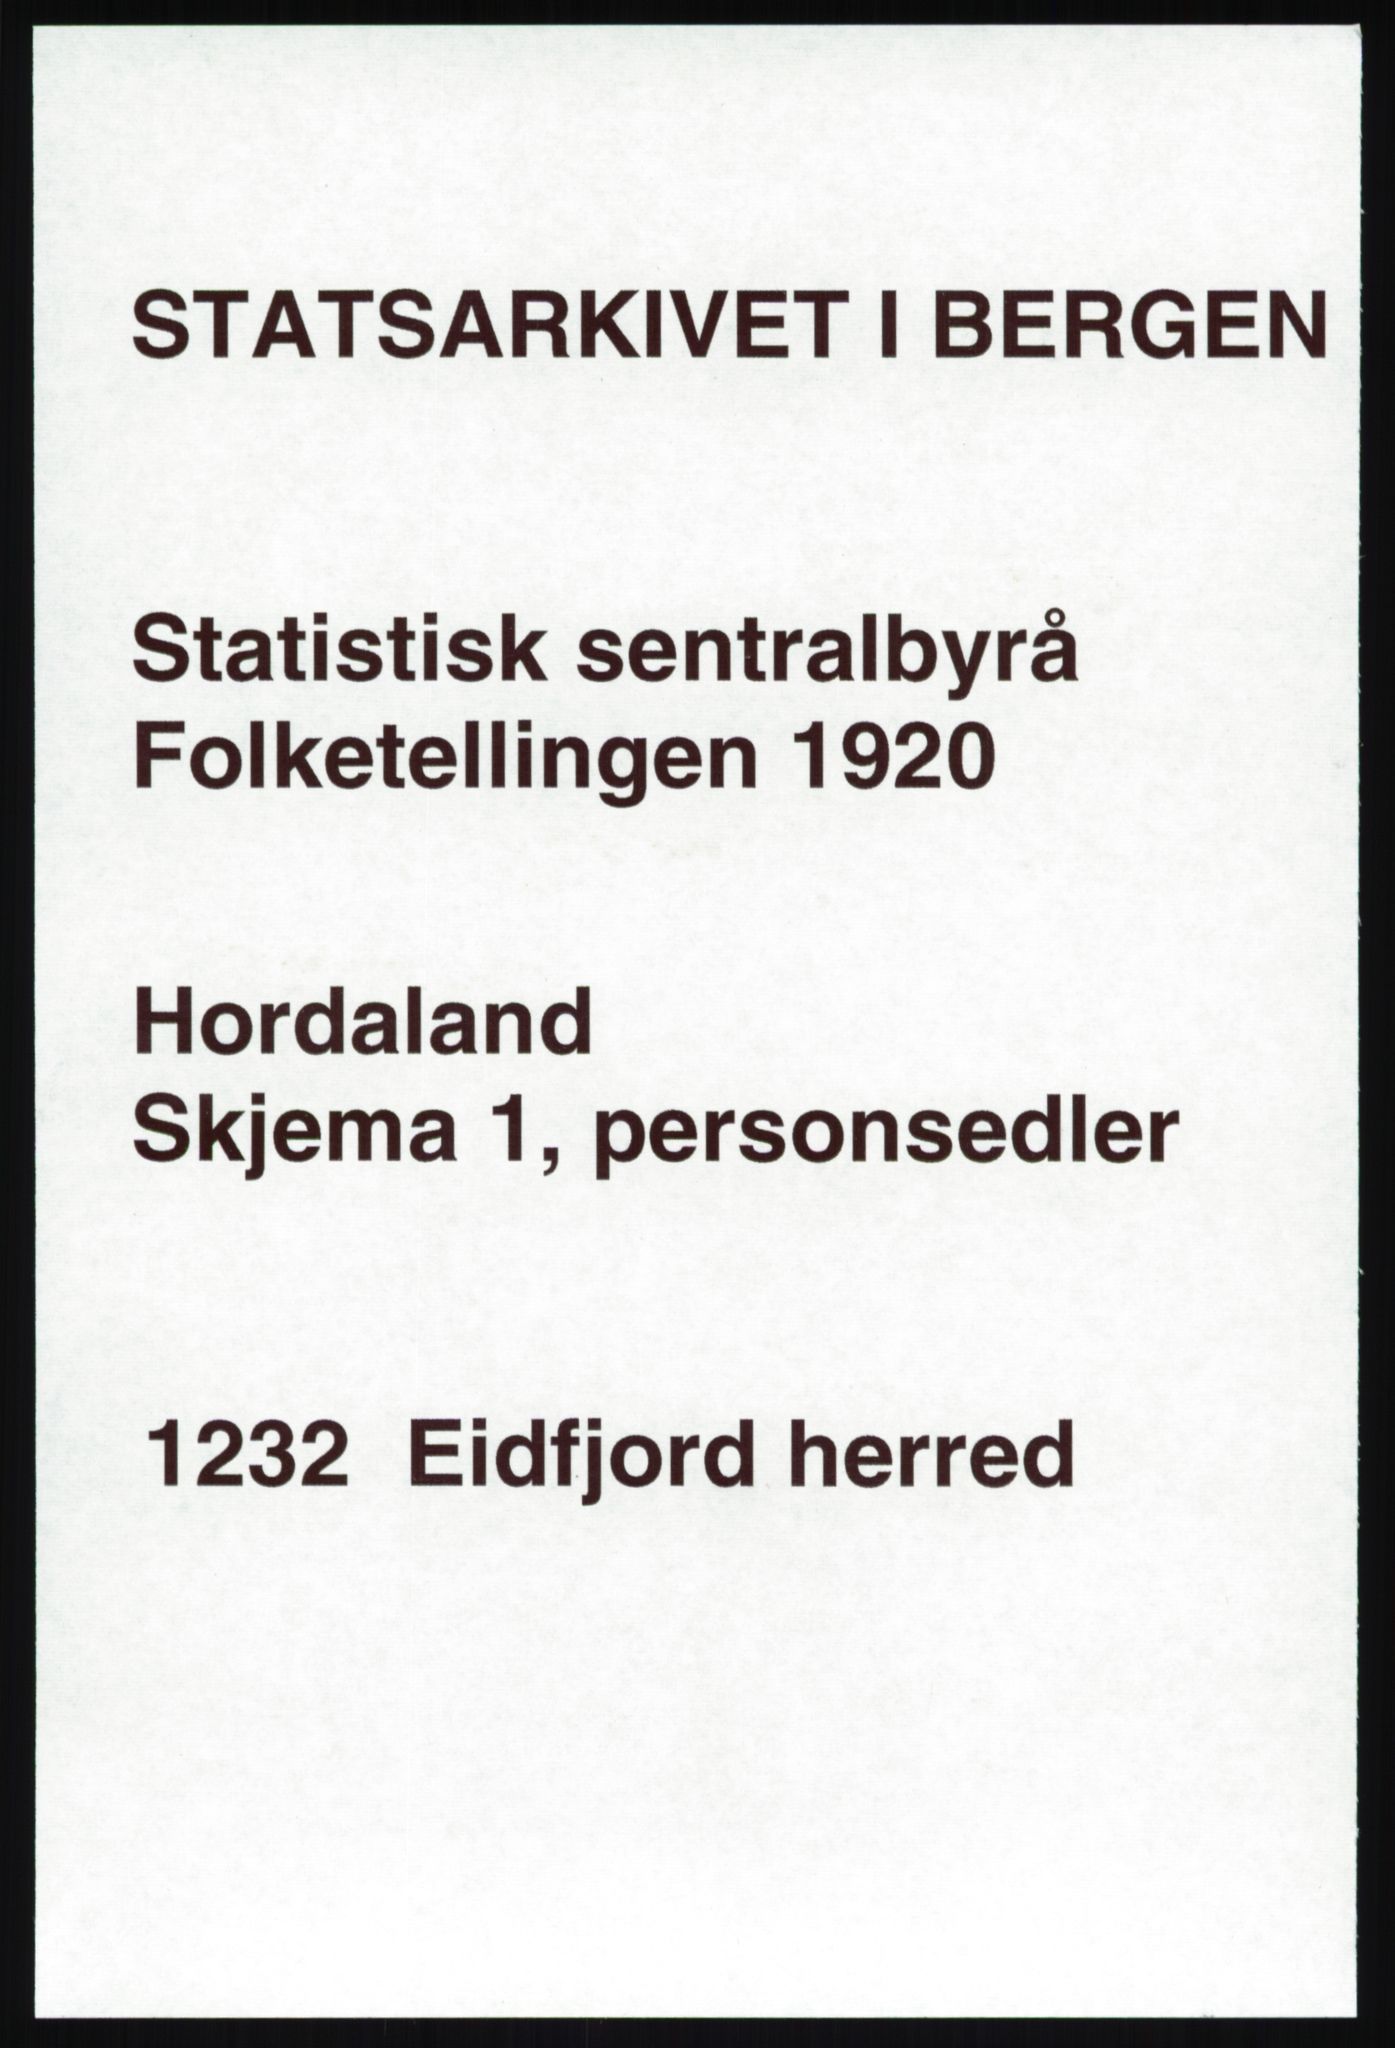 STATSARKIVET I BERGEN
Statistisk sentralbyrå
Folketellingen 1920
Hordaland
Skjema 1, personsedler
1232 Eidfjord herred